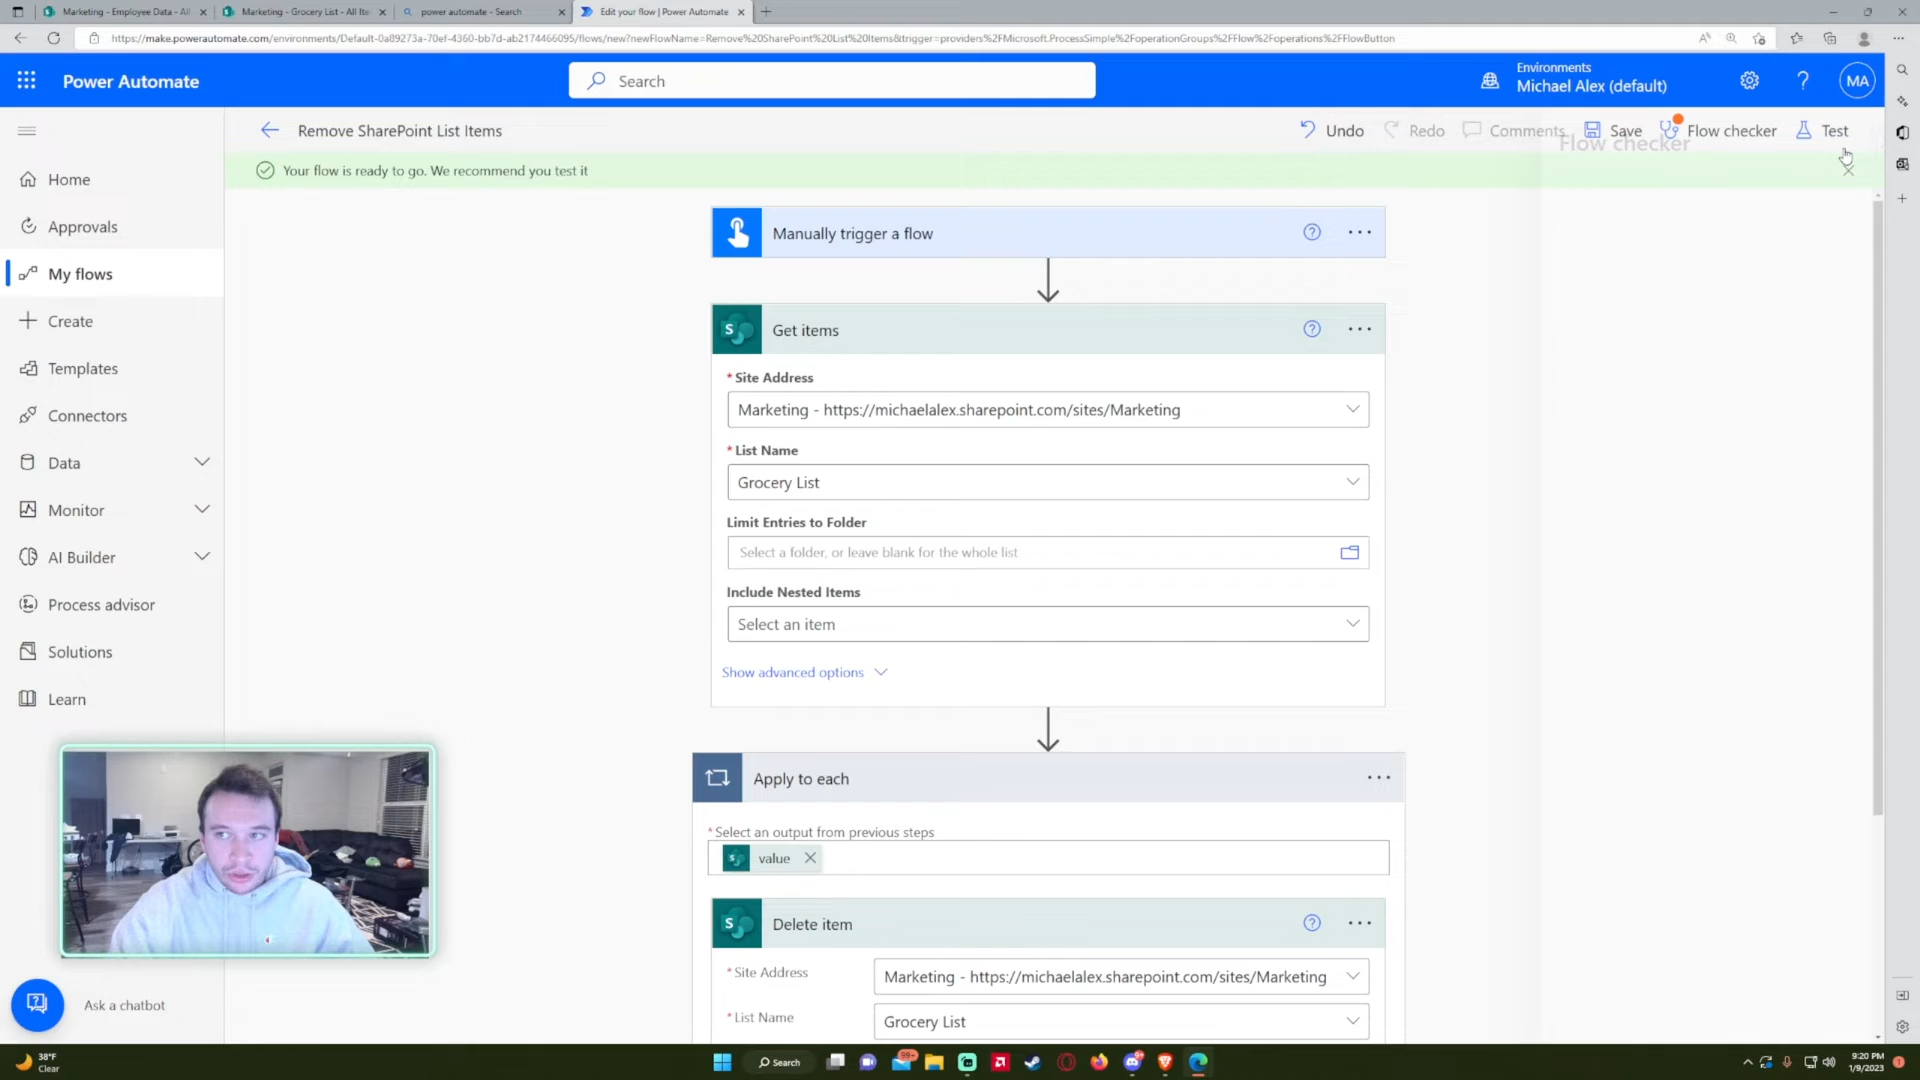 Marketing - Employee Data - All
Marketing - Grocery List - All Ite
power automate - Search
Edit your flow | Power Automate
https://make.powerautomate.com/environments/Default-0a89273a-70ef-4360-bb7d-ab2174466095/flows/new?newFlowName=Remove%20SharePoint%20List%20Items&trigger=providers%2FMicrosoft.ProcessSimple%2FoperationGroups%2FFlow%2Foperations%2FFlowButton
Power Automate
Search
Environments
Michael Alex (default)
MA
Remove SharePoint List Items
Undo
Redo
Comments
Save
Flow checker
Test
Flow checker
Your flow is ready to go. We recommend you test it
Home
Approvals
My flows
Create
Templates
Connectors
Data
Monitor
AI Builder
Process advisor
Solutions
Learn
Ask a chatbot
Manually trigger a flow
Get items
* Site Address
Marketing - https://michaelalex.sharepoint.com/sites/Marketing
* List Name
Grocery List
Limit Entries to Folder
Select a folder, or leave blank for the whole list
Include Nested Items
Select an item
Show advanced options
Apply to each
* Select an output from previous steps
value
Delete item
* Site Address
Marketing - https://michaelalex.sharepoint.com/sites/Marketing
* List Name
Grocery List
38°F
Clear
Search
99+
9:20 PM
1/9/2023